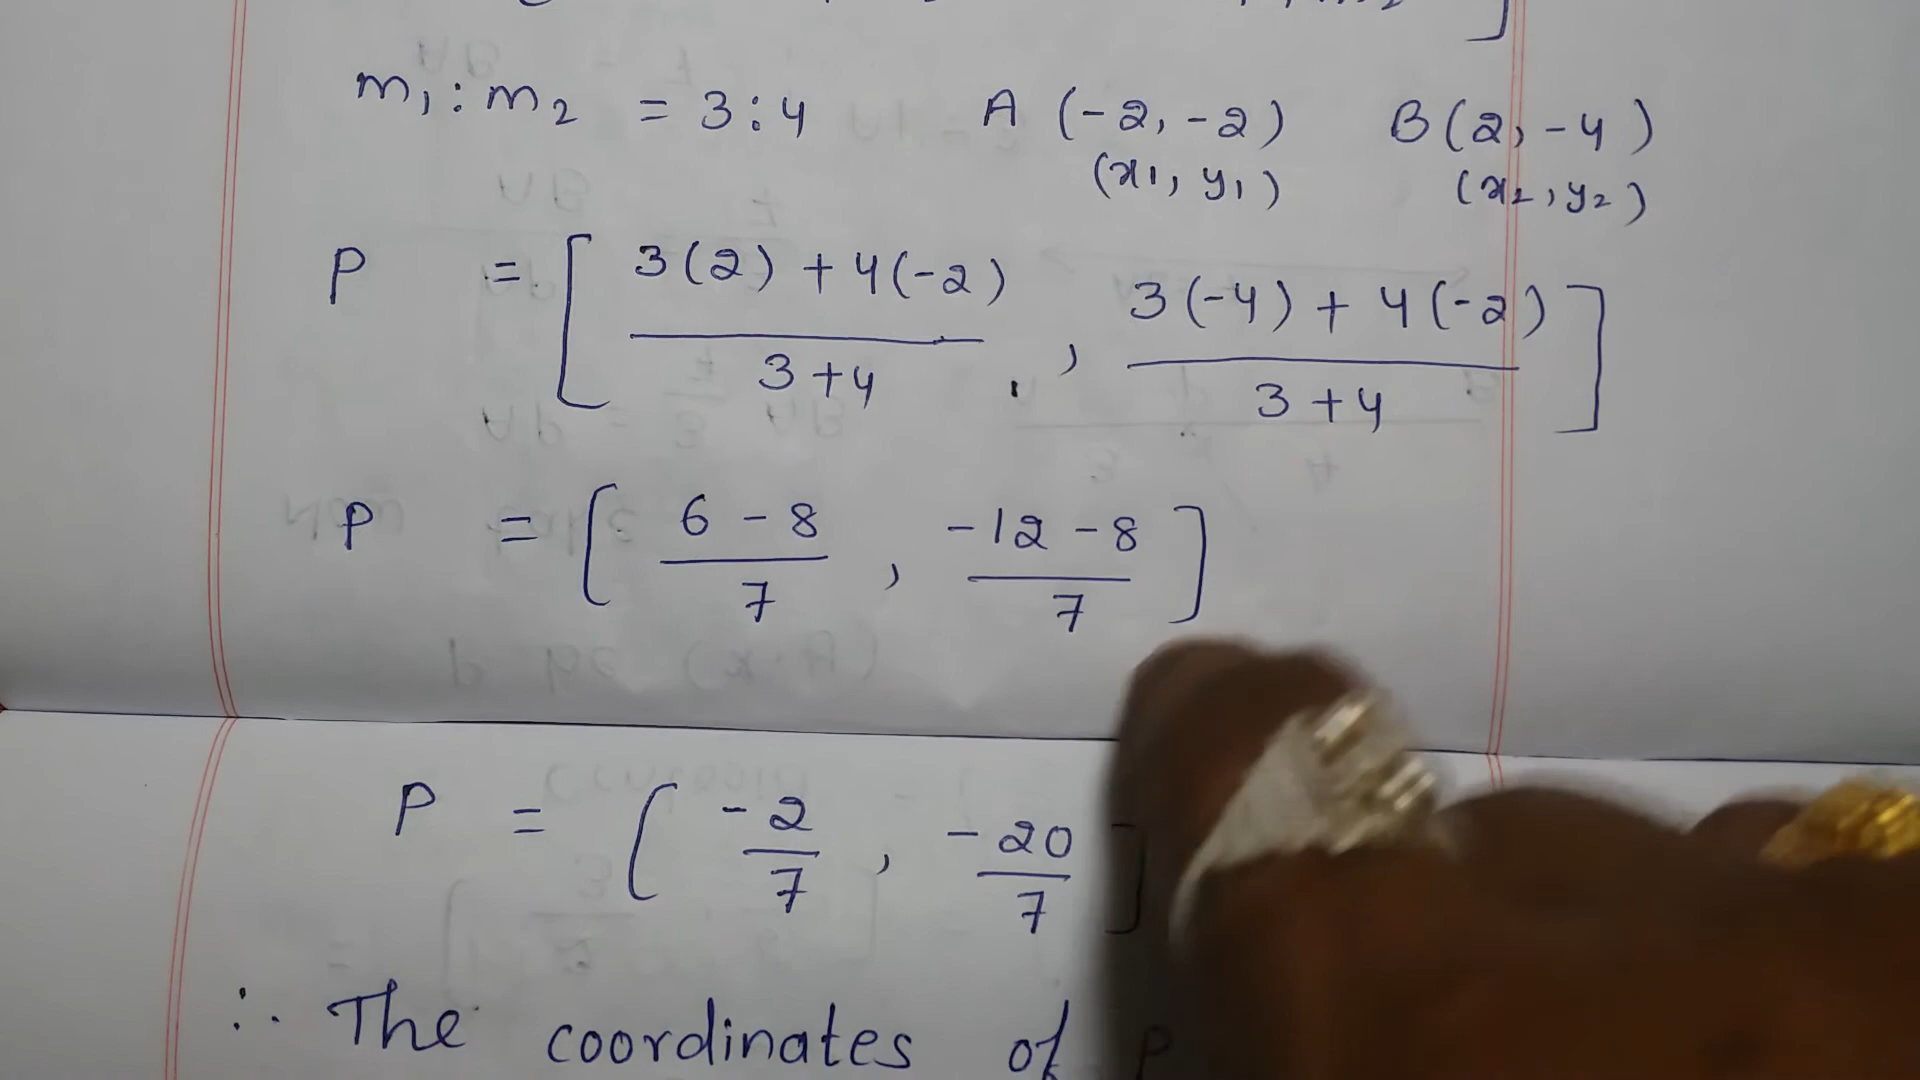 m₁ : m₂ = 3 : 4 A (-2, -2) B (2, -4)
(x₁, y₁) (x₂, y₂)
P = [ 3(2) + 4(-2) / 3+4 , 3(-4) + 4(-2) / 3+4 ]
P = [ 6 - 8 / 7 , -12 - 8 / 7 ]
P = [ -2/7 , -20/7 ]
∴ The coordinates of P